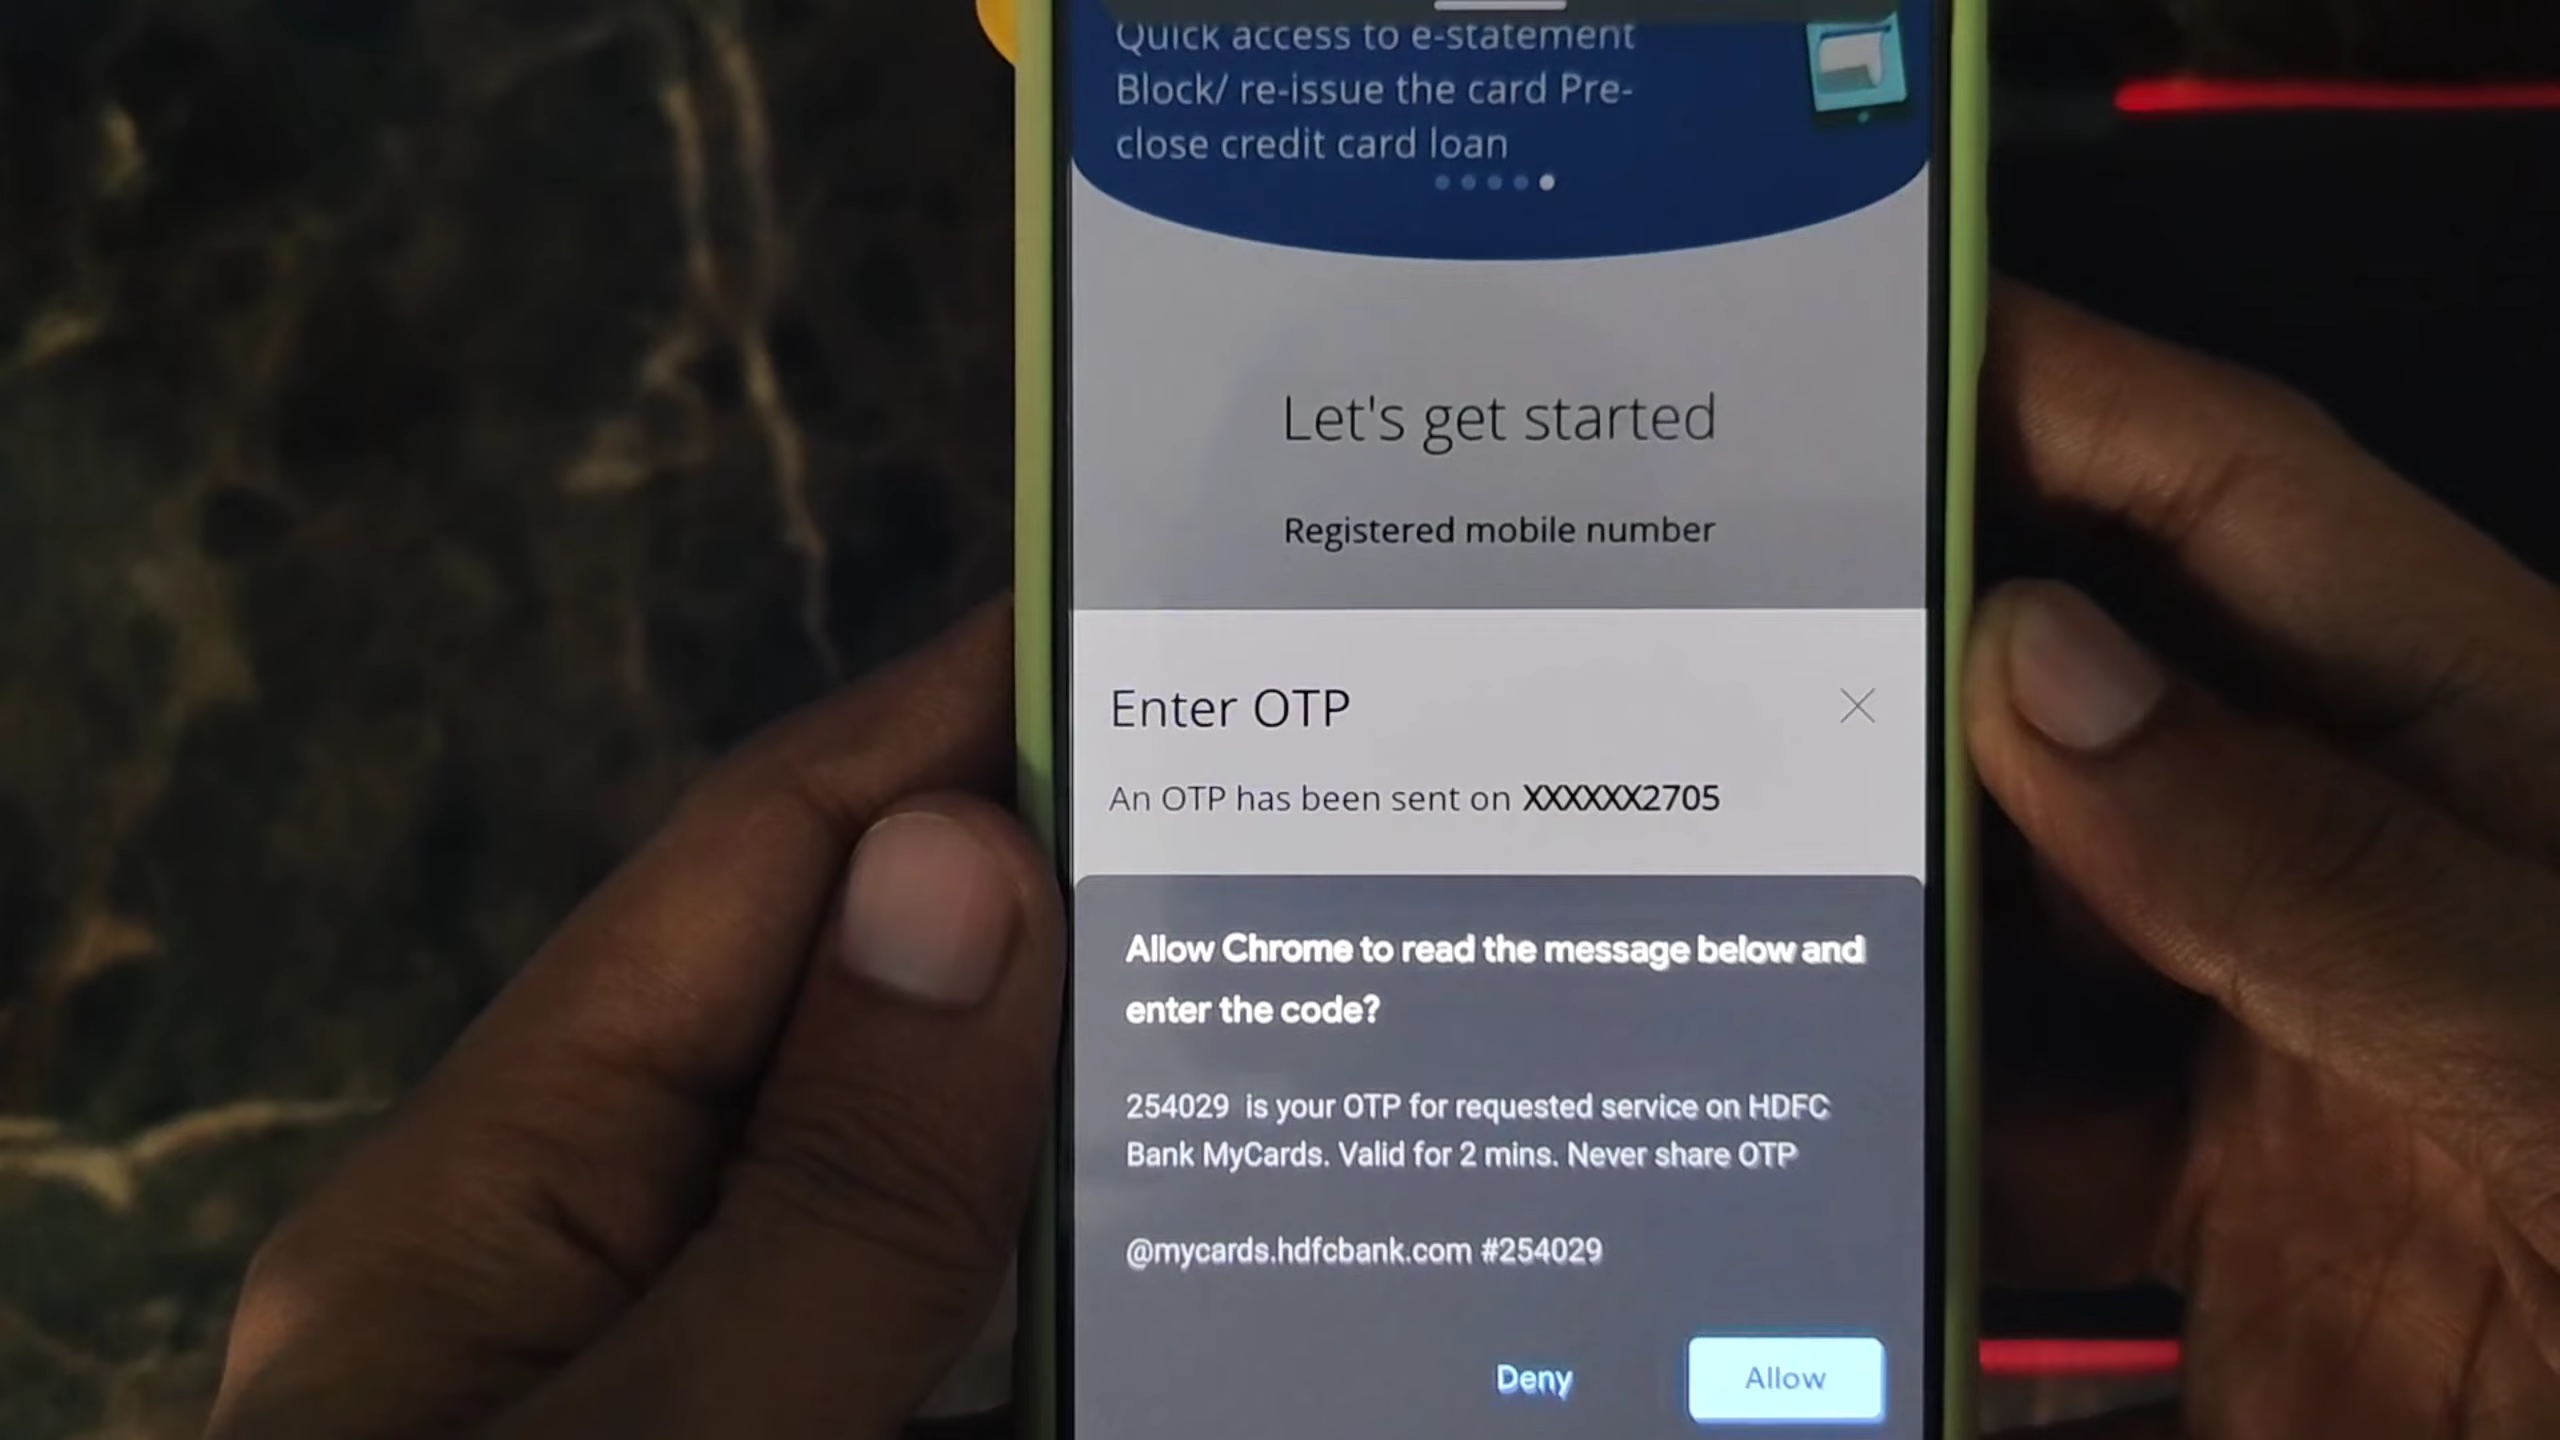 Quick access to e-statement
Block/ re-issue the card Pre-
close credit card loan
Let's get started
Registered mobile number
Enter OTP
An OTP has been sent on XXXXXX2705
Allow Chrome to read the message below and
enter the code?
254029 is your OTP for requested service on HDFC
Bank MyCards. Valid for 2 mins. Never share OTP
@mycards.hdfcbank.com #254029
Deny
Allow